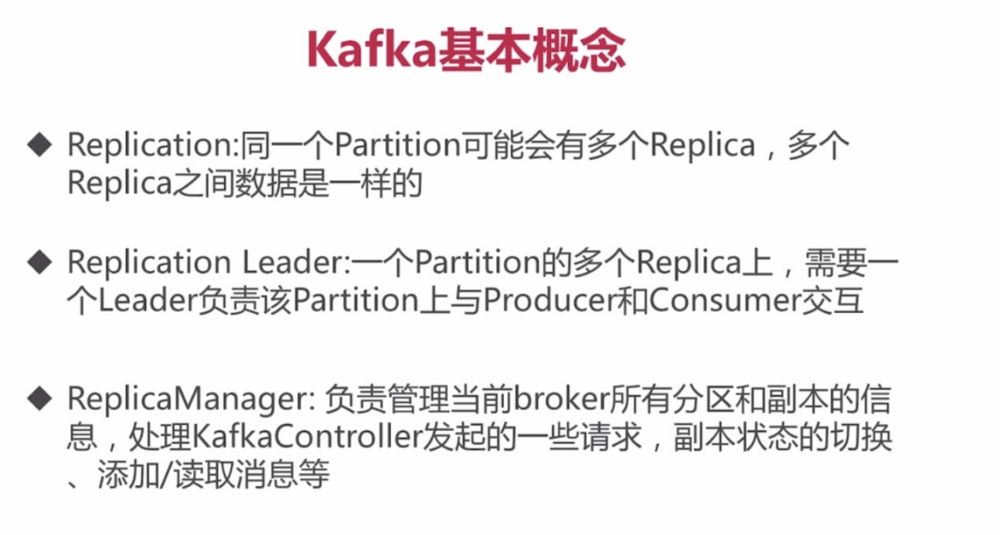 Kafka基本概念
◆ Replication:同一个Partition可能会有多个Replica，多个
Replica之间数据是一样的
◆ Replication Leader:一个Partition的多个Replica上，需要一
个Leader负责该Partition上与Producer和Consumer交互
◆ ReplicaManager: 负责管理当前broker所有分区和副本的信
息，处理KafkaController发起的一些请求，副本状态的切换
、添加/读取消息等